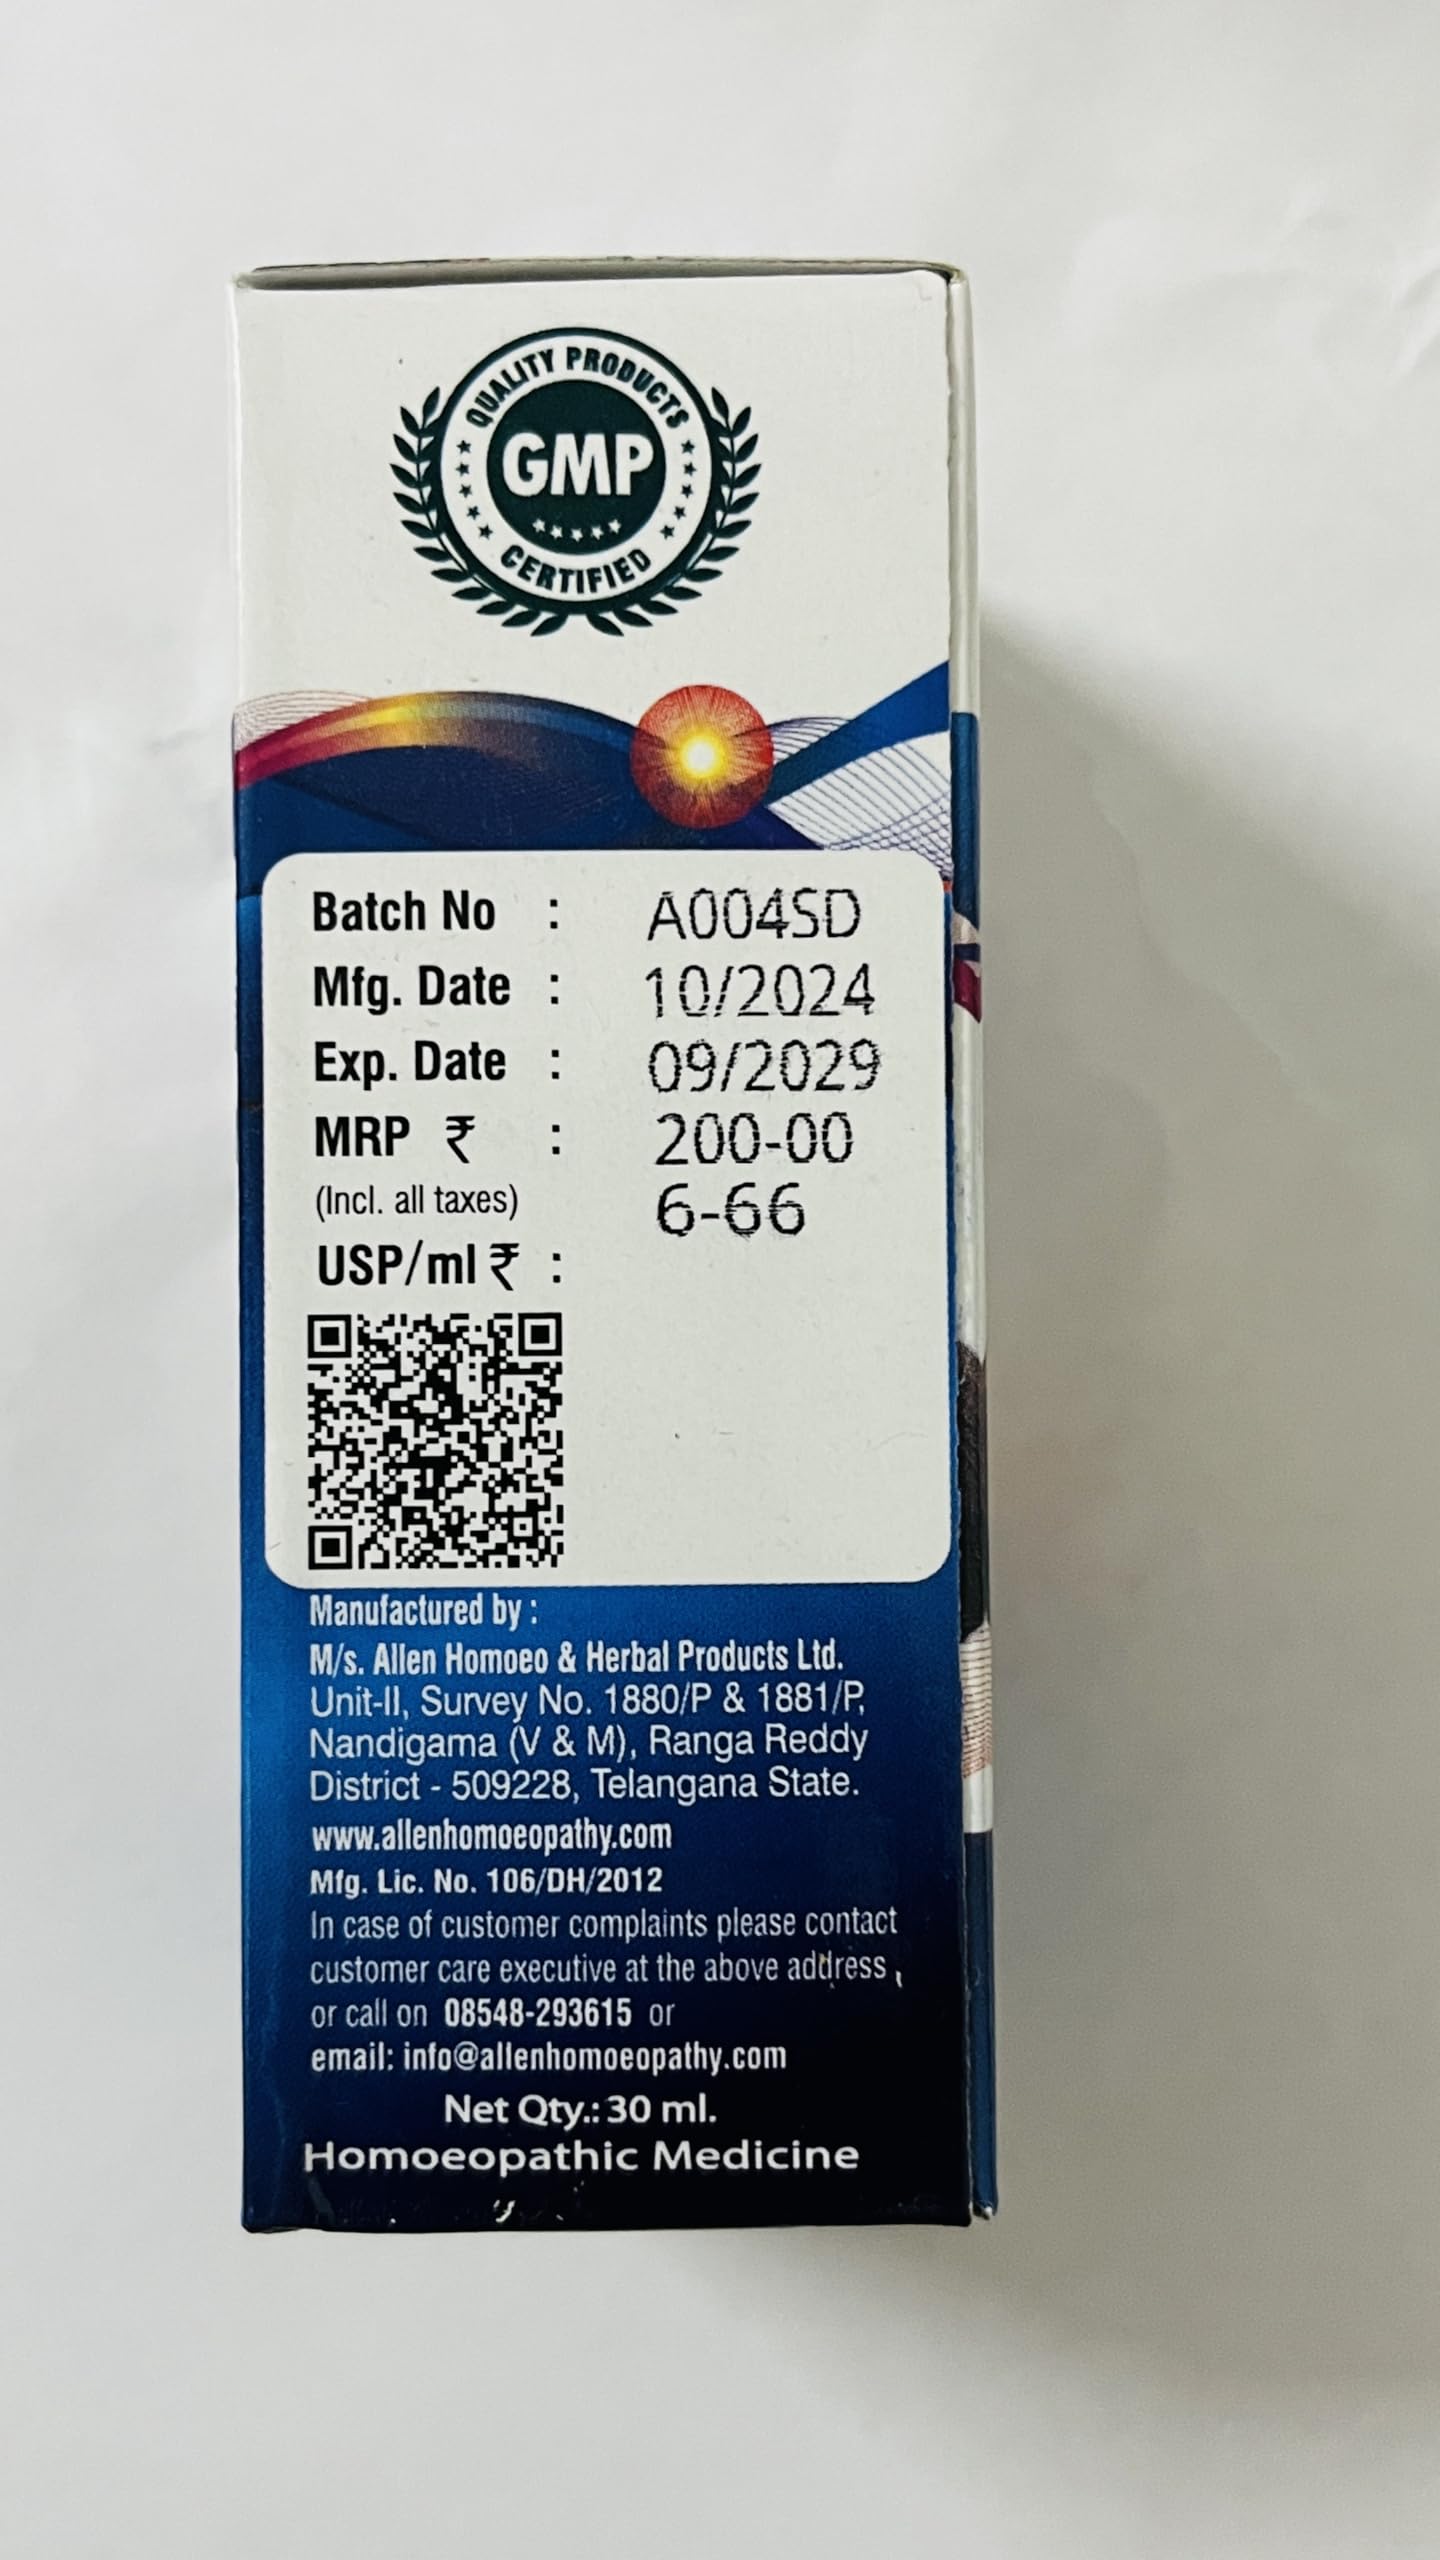 QUALITY PRODUCTS
GMP
CERTIFIED
Batch No : A004SD
Mfg. Date : 10/2024
Exp. Date : 09/2029
MRP ₹ : 200-00
(Incl. all taxes) 6-66
USP/ml ₹ :
Manufactured by :
M/s. Allen Homoeo & Herbal Products Ltd.
Unit-II, Survey No. 1880/P & 1881/P,
Nandigama (V & M), Ranga Reddy
District - 509228, Telangana State.
www.allenhomoeopathy.com
Mfg. Lic. No. 106/DH/2012
In case of customer complaints please contact
customer care executive at the above address ,
or call on 08548-293615 or
email: info@allenhomoeopathy.com
Net Qty.: 30 ml.
Homoeopathic Medicine